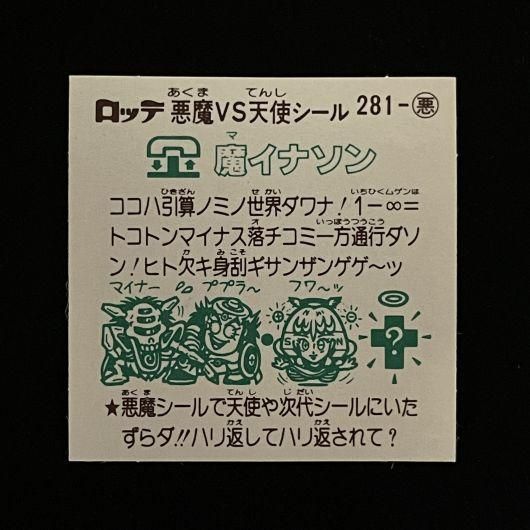 ロッテ 悪魔VS天使シール 281-悪
魔イナソン
ココハ引算ノミノ世界ダワナ！1－∞＝
トコトンマイナス落チコミ一方通行ダソ
ン！ヒト欠キ身刮ギサンザンゲゲ〜ッ
マイナー ププラ〜 フワ〜ッ
S N ?
★悪魔シールで天使や次代シールにいた
ずらダ!!ハリ返してハリ返されて？